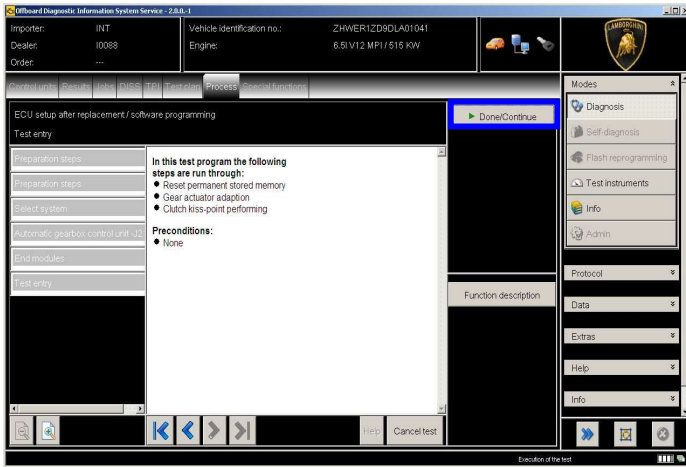 Offboard Diagnostic Information System Service - 2.0.0.-1
Importer: INT
Dealer: I0088
Order: ---
Vehicle identification no.: ZHWER1ZD9DLA01041
Engine: 6.5l V12 MPI / 515 KW
LAMBORGHINI
Control units Results Jobs DISS TPI Test plan Process Special functions
ECU setup after replacement / software programming
Test entry
Done/Continue
Preparation steps
Preparation steps
Select system
Automatic gearbox control unit -J2
End modules
Test entry
In this test program the following
steps are run through:
● Reset permanent stored memory
● Gear actuator adaption
● Clutch kiss-point performing
Preconditions:
● None
Function description
Help
Cancel test
Modes
Diagnosis
Self-diagnosis
Flash reprogramming
Test instruments
Info
Admin
Protocol
Data
Extras
Help
Info
Execution of the test